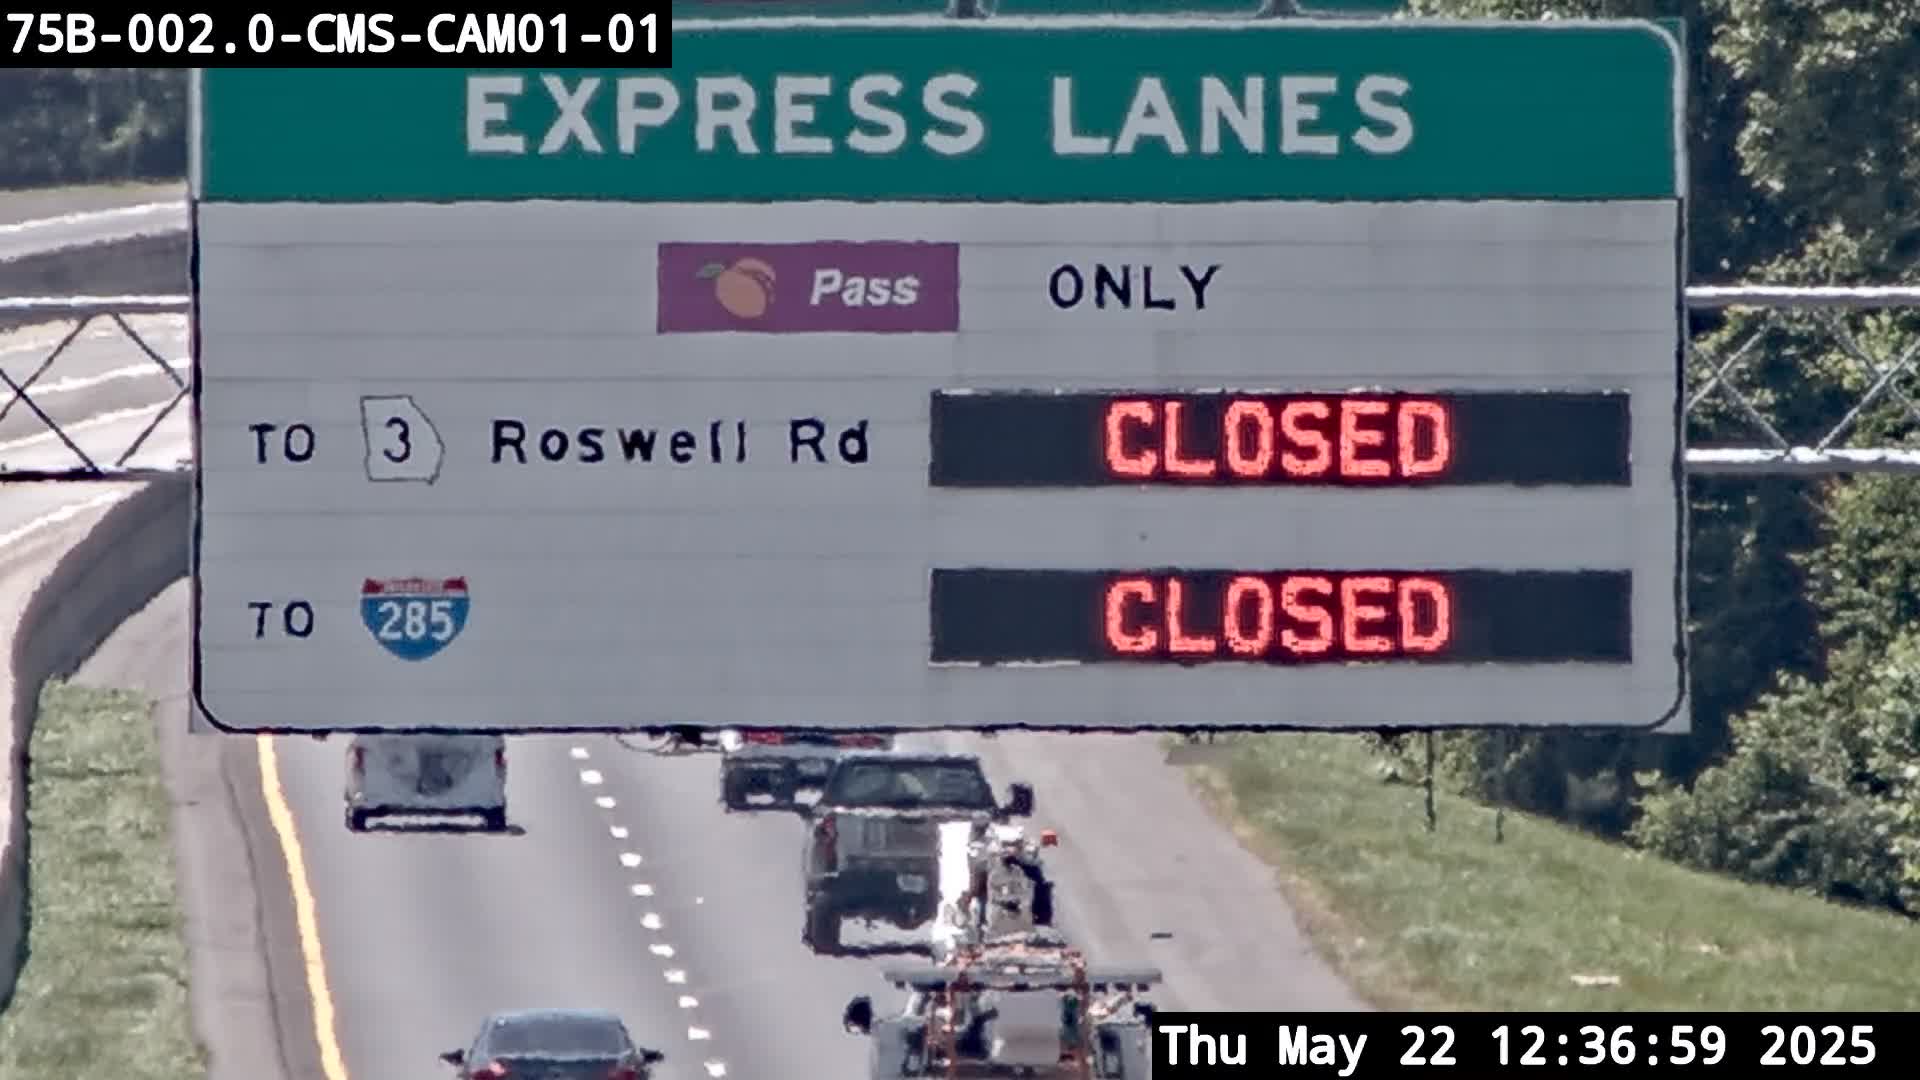 75B-002.0-CMS-CAM01-01
EXPRESS LANES
Pass ONLY
TO 3 Roswell Rd CLOSED
TO 285 CLOSED
Thu May 22 12:36:59 2025